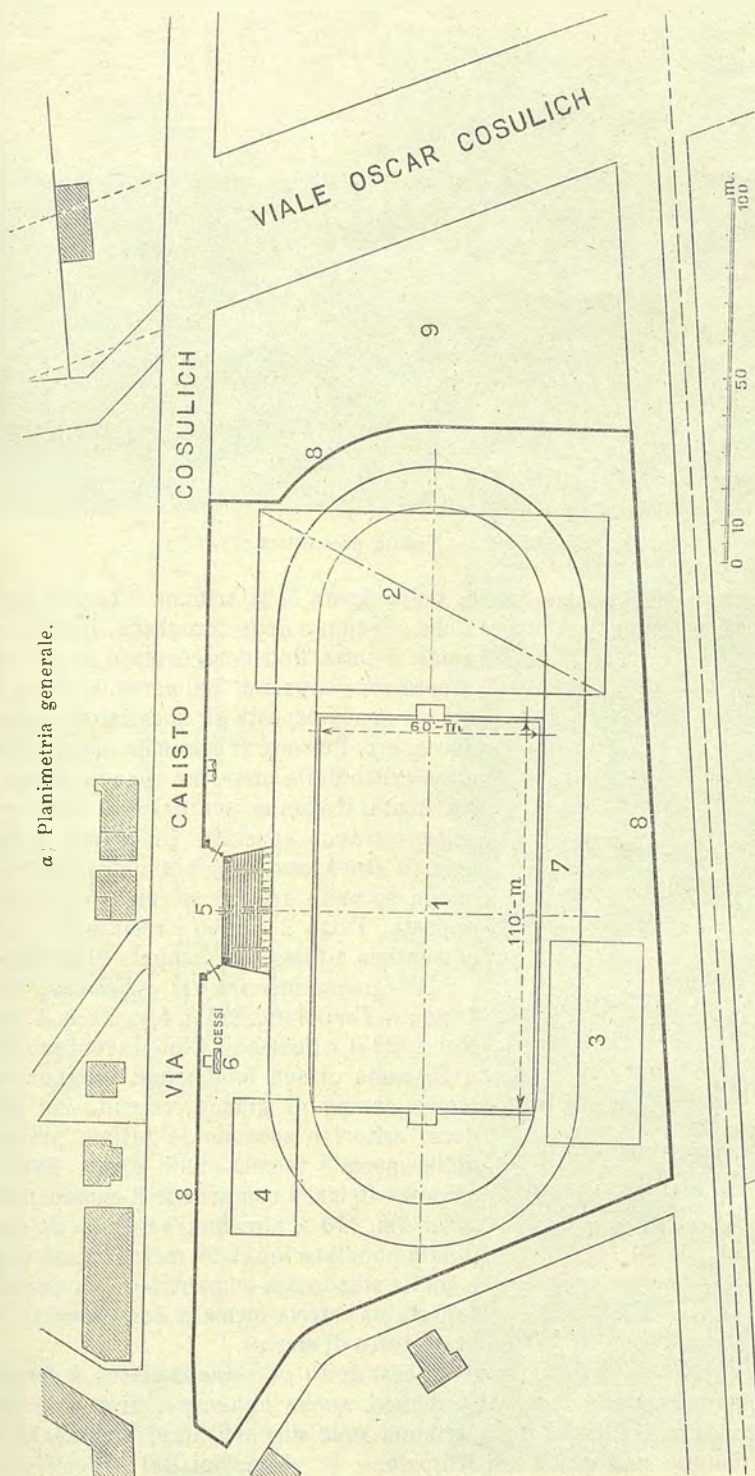 a) Planimetria generale.
VIA CALISTO COSULICH
VIALE OSCAR COSULICH
8
8
9
4
6
CESSI
5
2
1
60.-m.
110.-m
7
3
8
0 10 50 100
m.